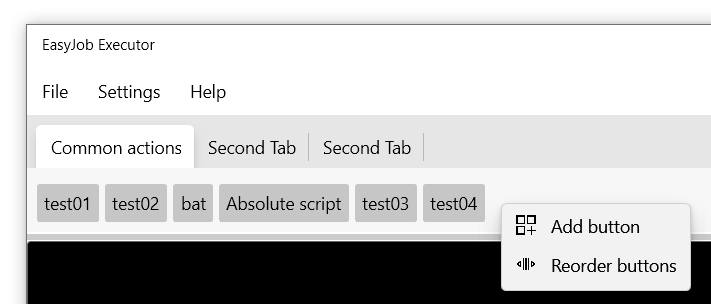 EasyJob Executor
File Settings Help
Common actions Second Tab Second Tab
test01 test02 bat Absolute script test03 test04
Add button
Reorder buttons